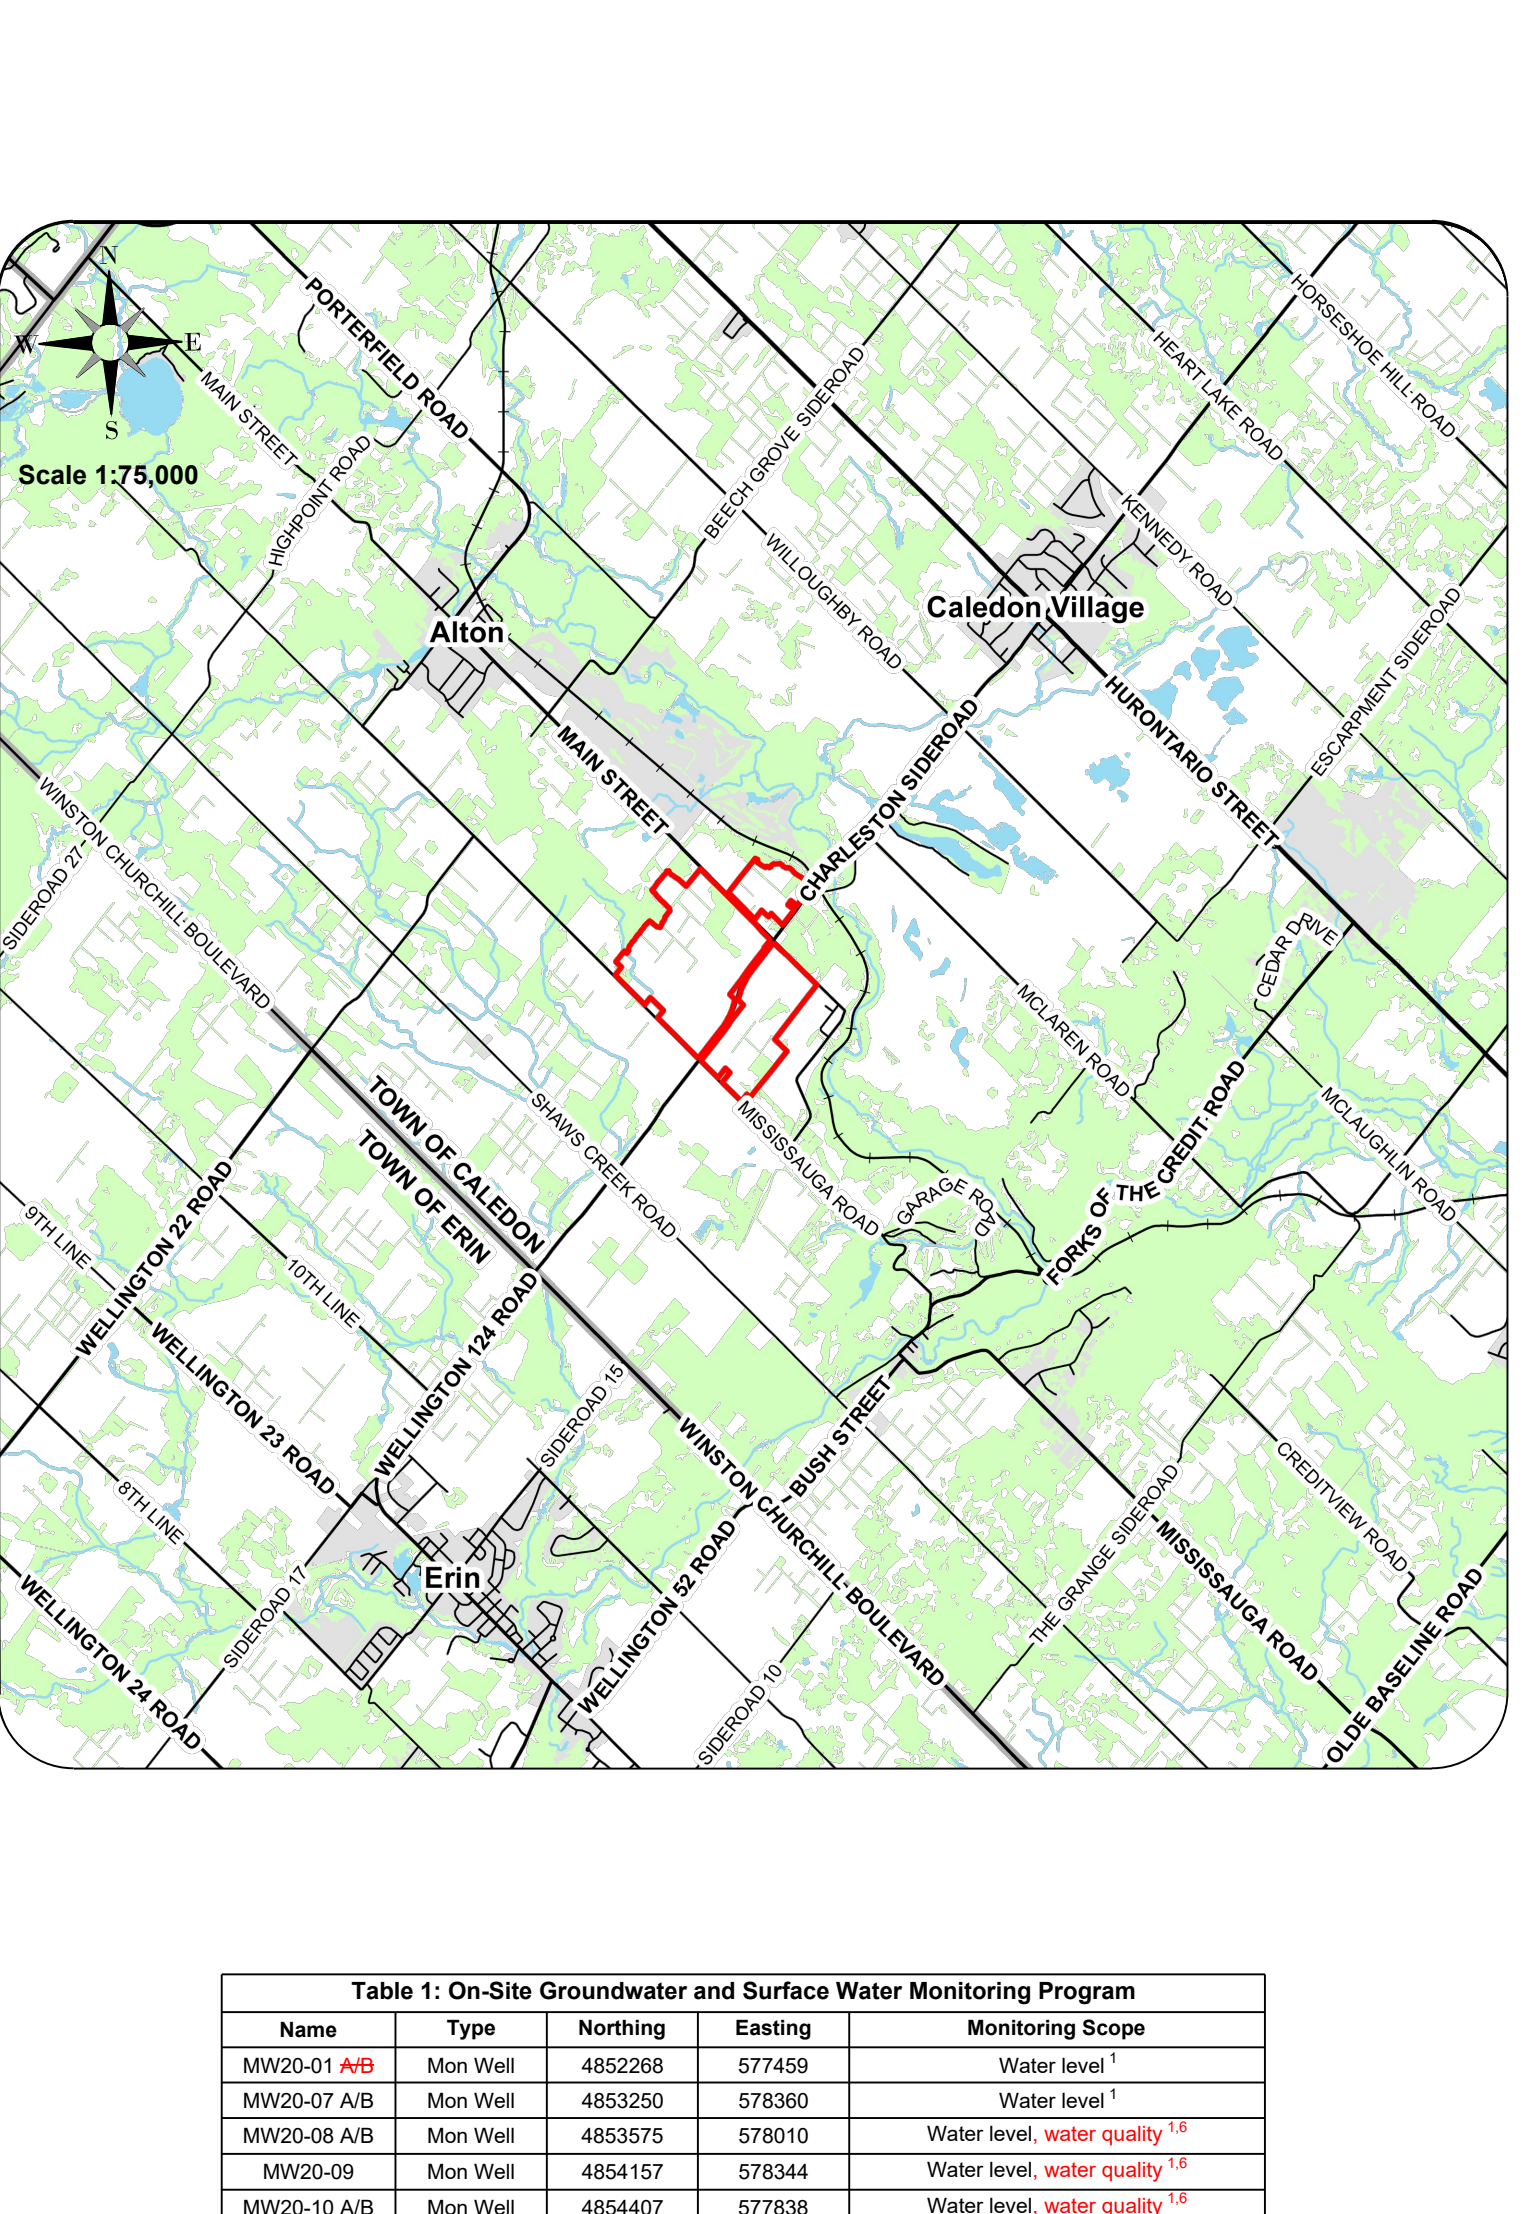 N
W
E
S
Scale 1:75,000
PORTERFIELD ROAD
MAIN STREET
HIGHPOINT ROAD
BEECH GROVE SIDEROAD
HORSESHOE HILL ROAD
HEART LAKE ROAD
KENNEDY ROAD
WILLOUGHBY ROAD
Caledon Village
Alton
ESCARPMENT SIDEROAD
HURONTARIO STREET
CHARLESTON SIDEROAD
MAIN STREET
WINSTON CHURCHILL BOULEVARD
SIDEROAD 27
CEDAR DRIVE
MCLAREN ROAD
MCLAUGHLIN ROAD
TOWN OF CALEDON
TOWN OF ERIN
SHAWS CREEK ROAD
MISSISSAUGA ROAD
GARAGE ROAD
FORKS OF THE CREDIT ROAD
WELLINGTON 22 ROAD
9TH LINE
10TH LINE
WELLINGTON 124 ROAD
WELLINGTON 23 ROAD
SIDEROAD 15
8TH LINE
WINSTON CHURCHILL BOULEVARD
BUSH STREET
WELLINGTON 52 ROAD
THE GRANGE SIDEROAD
CREDITVIEW ROAD
MISSISSAUGA ROAD
OLDE BASELINE ROAD
Erin
SIDEROAD 17
WELLINGTON 24 ROAD
SIDEROAD 10
Table 1: On-Site Groundwater and Surface Water Monitoring Program
Name Type Northing Easting Monitoring Scope
MW20-01 A/B Mon Well 4852268 577459 Water level 1
MW20-07 A/B Mon Well 4853250 578360 Water level 1
MW20-08 A/B Mon Well 4853575 578010 Water level, water quality 1,6
MW20-09 Mon Well 4854157 578344 Water level, water quality 1,6
MW20-10 A/B Mon Well 4854407 577838 Water level, water quality 1,6